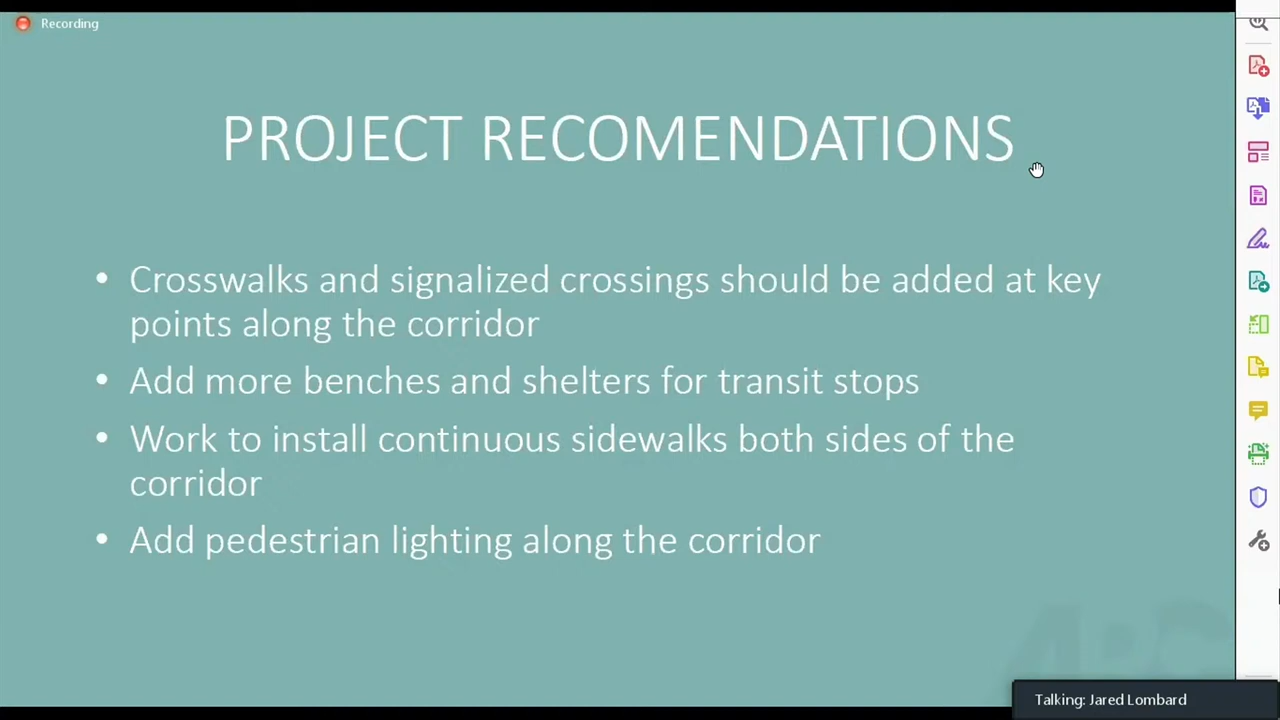 Recording
PROJECT RECOMENDATIONS
• Crosswalks and signalized crossings should be added at key
points along the corridor
• Add more benches and shelters for transit stops
• Work to install continuous sidewalks both sides of the
corridor
• Add pedestrian lighting along the corridor
ARC
Talking: Jared Lombard